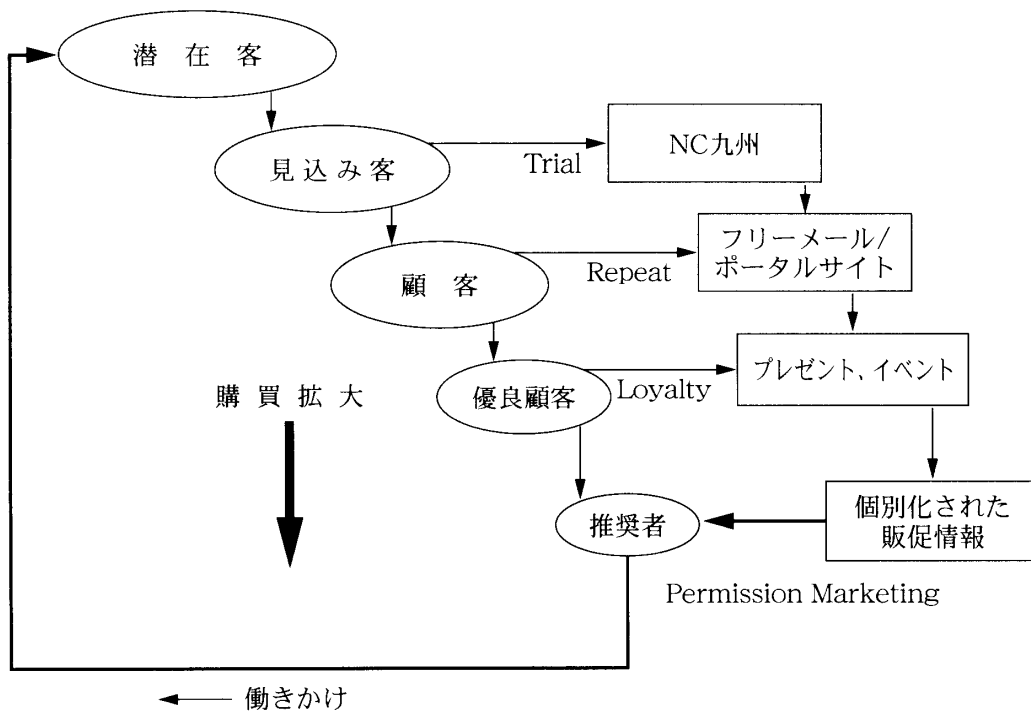 潜在客
見込み客
Trial
NC九州
顧客
Repeat
フリーメール/
ポータルサイト
優良顧客
Loyalty
プレゼント、イベント
購買拡大
推奨者
個別化された
販促情報
Permission Marketing
働きかけ